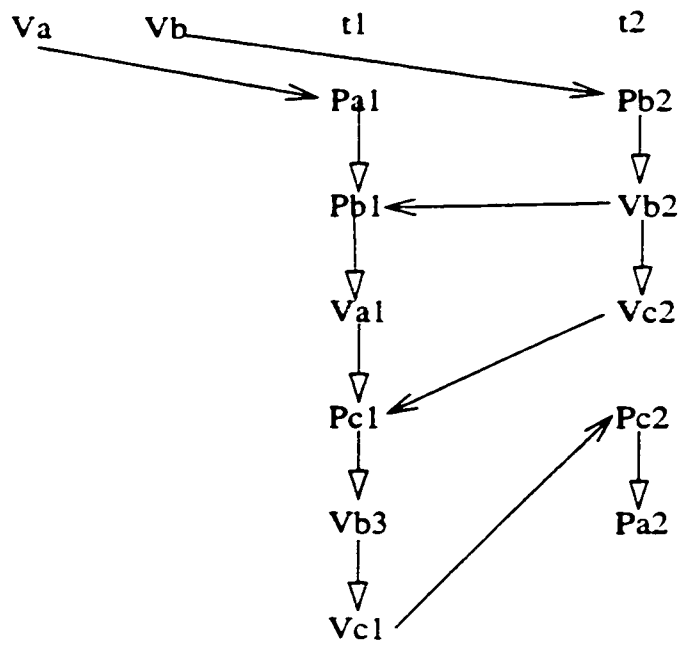 Va Vb t1 t2
Pa1 Pb2
Pb1 Vb2
Va1 Vc2
Pc1 Pc2
Vb3 Pa2
Vc1